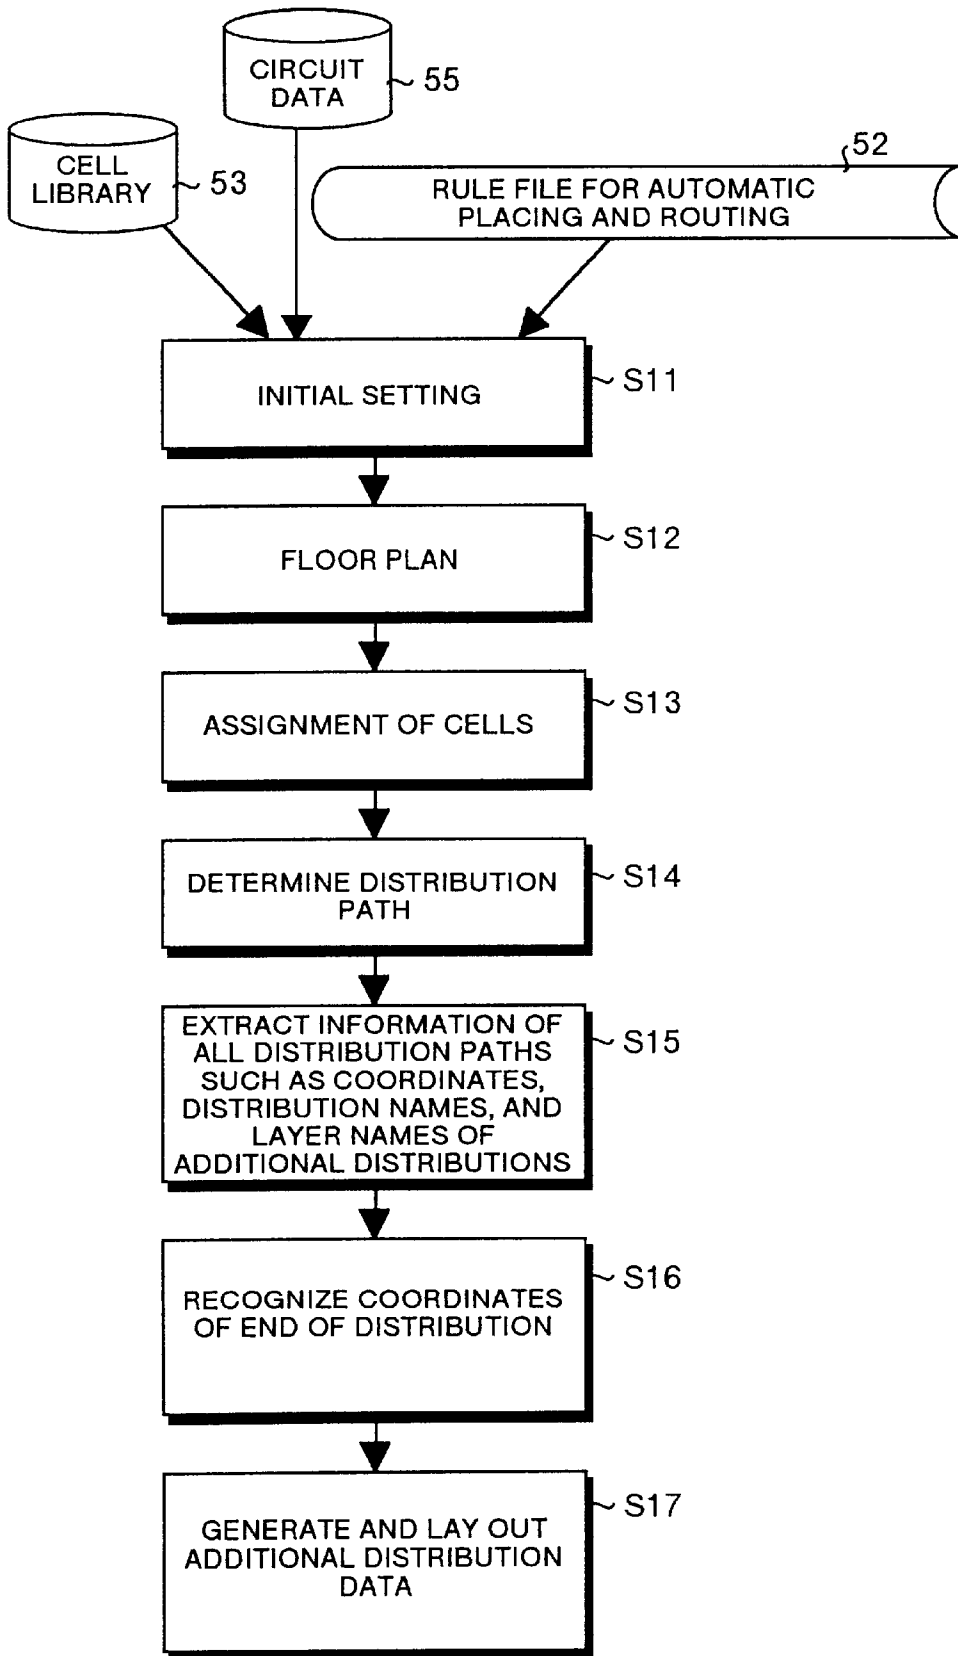 CIRCUIT
DATA
55
CELL
LIBRARY
53
52
RULE FILE FOR AUTOMATIC
PLACING AND ROUTING
INITIAL SETTING
S11
FLOOR PLAN
S12
ASSIGNMENT OF CELLS
S13
DETERMINE DISTRIBUTION
PATH
S14
EXTRACT INFORMATION OF
ALL DISTRIBUTION PATHS
SUCH AS COORDINATES,
DISTRIBUTION NAMES, AND
LAYER NAMES OF
ADDITIONAL DISTRIBUTIONS
S15
RECOGNIZE COORDINATES
OF END OF DISTRIBUTION
S16
GENERATE AND LAY OUT
ADDITIONAL DISTRIBUTION
DATA
S17